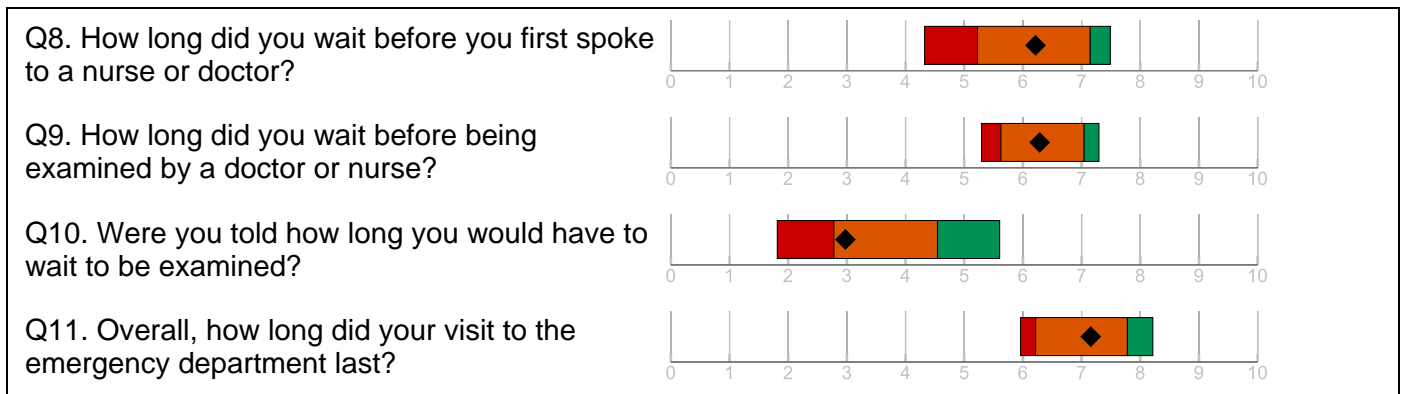 Q8. How long did you wait before you first spoke
to a nurse or doctor?
0 1 2 3 4 5 6 7 8 9 10
Q9. How long did you wait before being
examined by a doctor or nurse?
0 1 2 3 4 5 6 7 8 9 10
Q10. Were you told how long you would have to
wait to be examined?
0 1 2 3 4 5 6 7 8 9 10
Q11. Overall, how long did your visit to the
emergency department last?
0 1 2 3 4 5 6 7 8 9 10